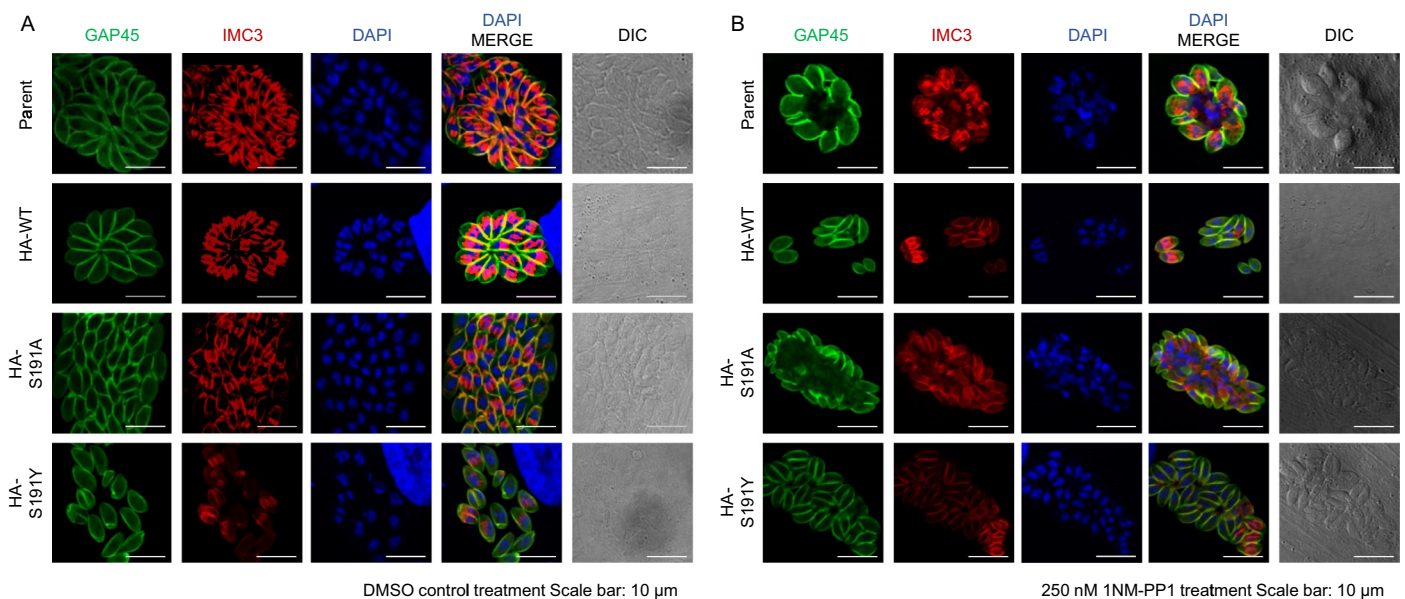 A
GAP45
IMC3
DAPI
DAPI
MERGE
DIC
Parent
HA-WT
HA-
S191A
HA-
S191Y
DMSO control treatment Scale bar: 10 μm
B
GAP45
IMC3
DAPI
DAPI
MERGE
DIC
Parent
HA-WT
HA-
S191A
HA-
S191Y
250 nM 1NM-PP1 treatment Scale bar: 10 μm